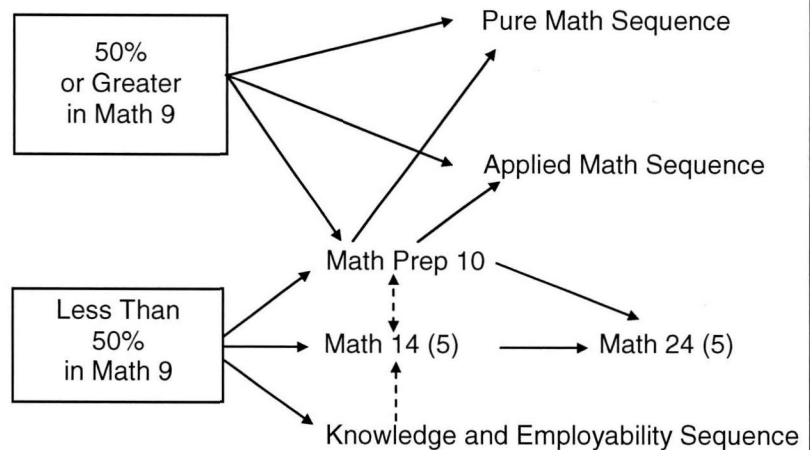 Pure Math Sequence
50%
or Greater
in Math 9
Applied Math Sequence
Math Prep 10
Less Than
50%
in Math 9
Math 14 (5)
Math 24 (5)
Knowledge and Employability Sequence